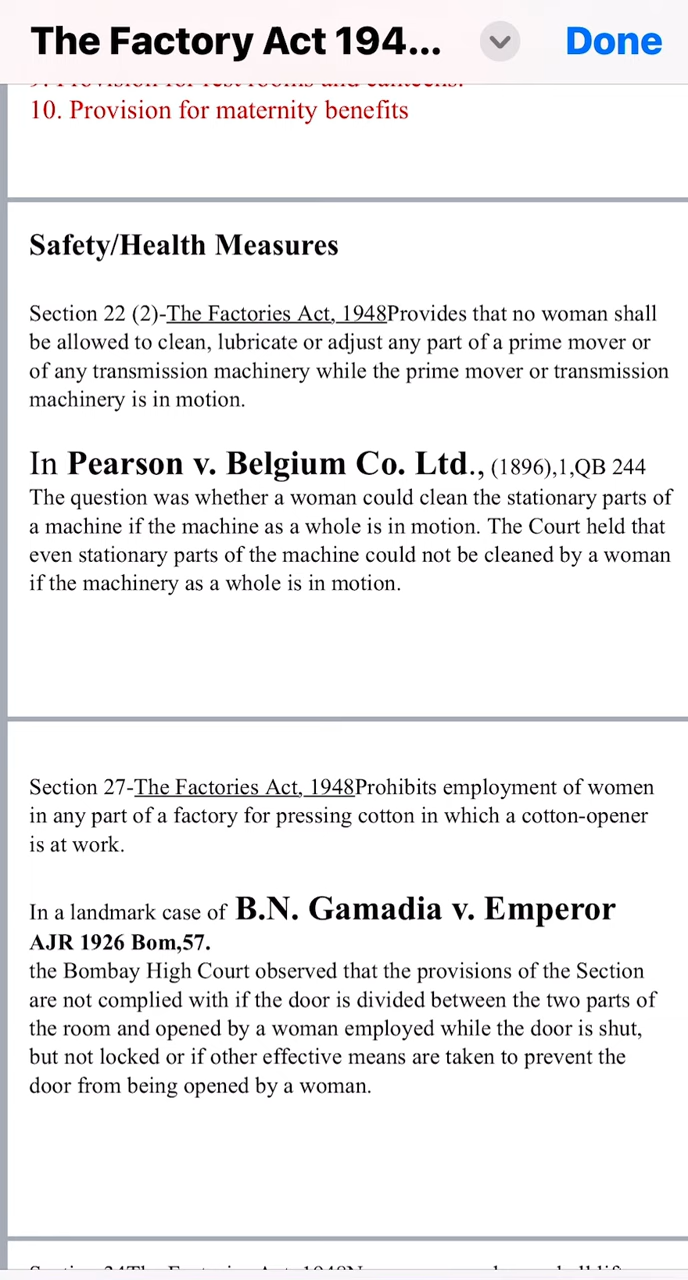 The Factory Act 194...
Done
10. Provision for maternity benefits
Safety/Health Measures
Section 22 (2)-The Factories Act, 1948Provides that no woman shall
be allowed to clean, lubricate or adjust any part of a prime mover or
of any transmission machinery while the prime mover or transmission
machinery is in motion.
In Pearson v. Belgium Co. Ltd., (1896),1,QB 244
The question was whether a woman could clean the stationary parts of
a machine if the machine as a whole is in motion. The Court held that
even stationary parts of the machine could not be cleaned by a woman
if the machinery as a whole is in motion.
Section 27-The Factories Act, 1948Prohibits employment of women
in any part of a factory for pressing cotton in which a cotton-opener
is at work.
In a landmark case of B.N. Gamadia v. Emperor
AJR 1926 Bom,57.
the Bombay High Court observed that the provisions of the Section
are not complied with if the door is divided between the two parts of
the room and opened by a woman employed while the door is shut,
but not locked or if other effective means are taken to prevent the
door from being opened by a woman.